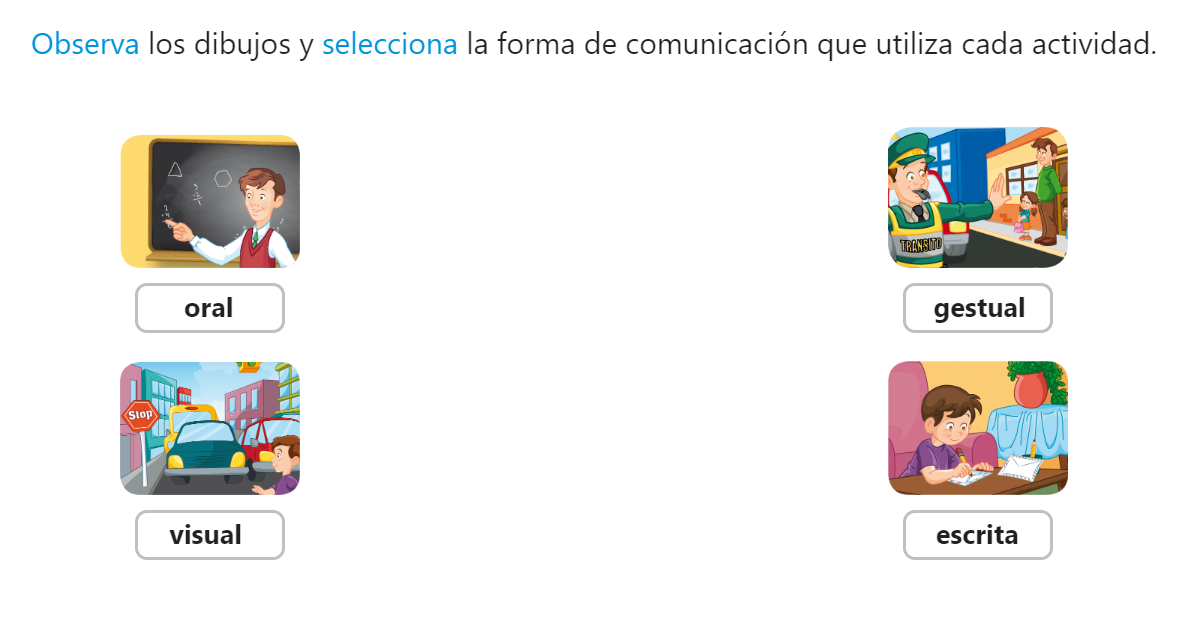 Observa los dibujos y selecciona la forma de comunicación que utiliza cada actividad.
oral
TRÁNSITO
gestual
Stop
visual
escrita